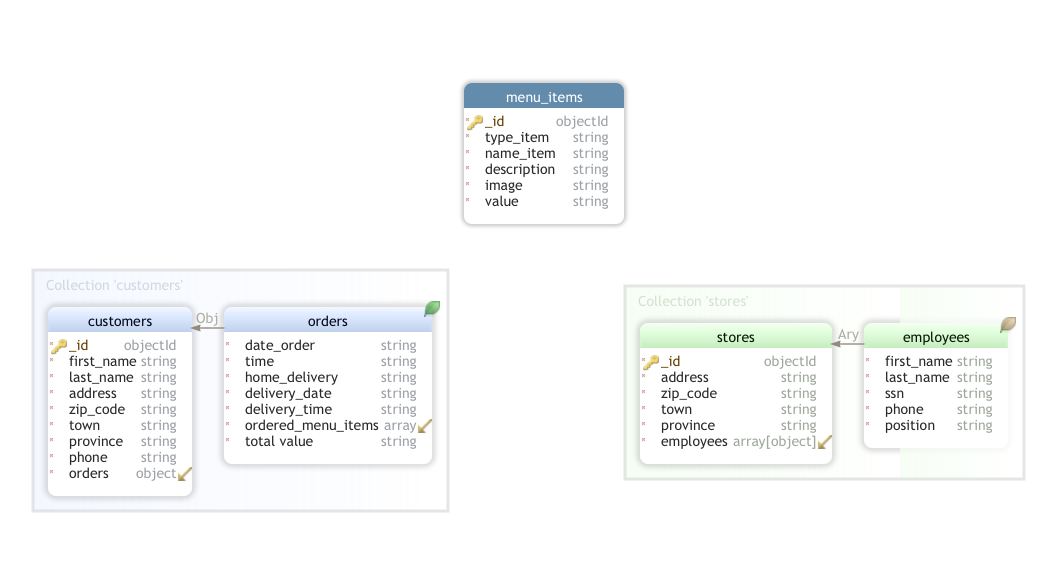 menu_items
_id objectId
type_item string
name_item string
description string
image string
value string
Collection 'customers'
customers
_id objectId
first_name string
last_name string
address string
zip_code string
town string
province string
phone string
orders object
Obj
orders
date_order string
time string
home_delivery string
delivery_date string
delivery_time string
ordered_menu_items array
total value string
Collection 'stores'
stores
_id objectId
address string
zip_code string
town string
province string
employees array[object]
Ary
employees
first_name string
last_name string
ssn string
phone string
position string